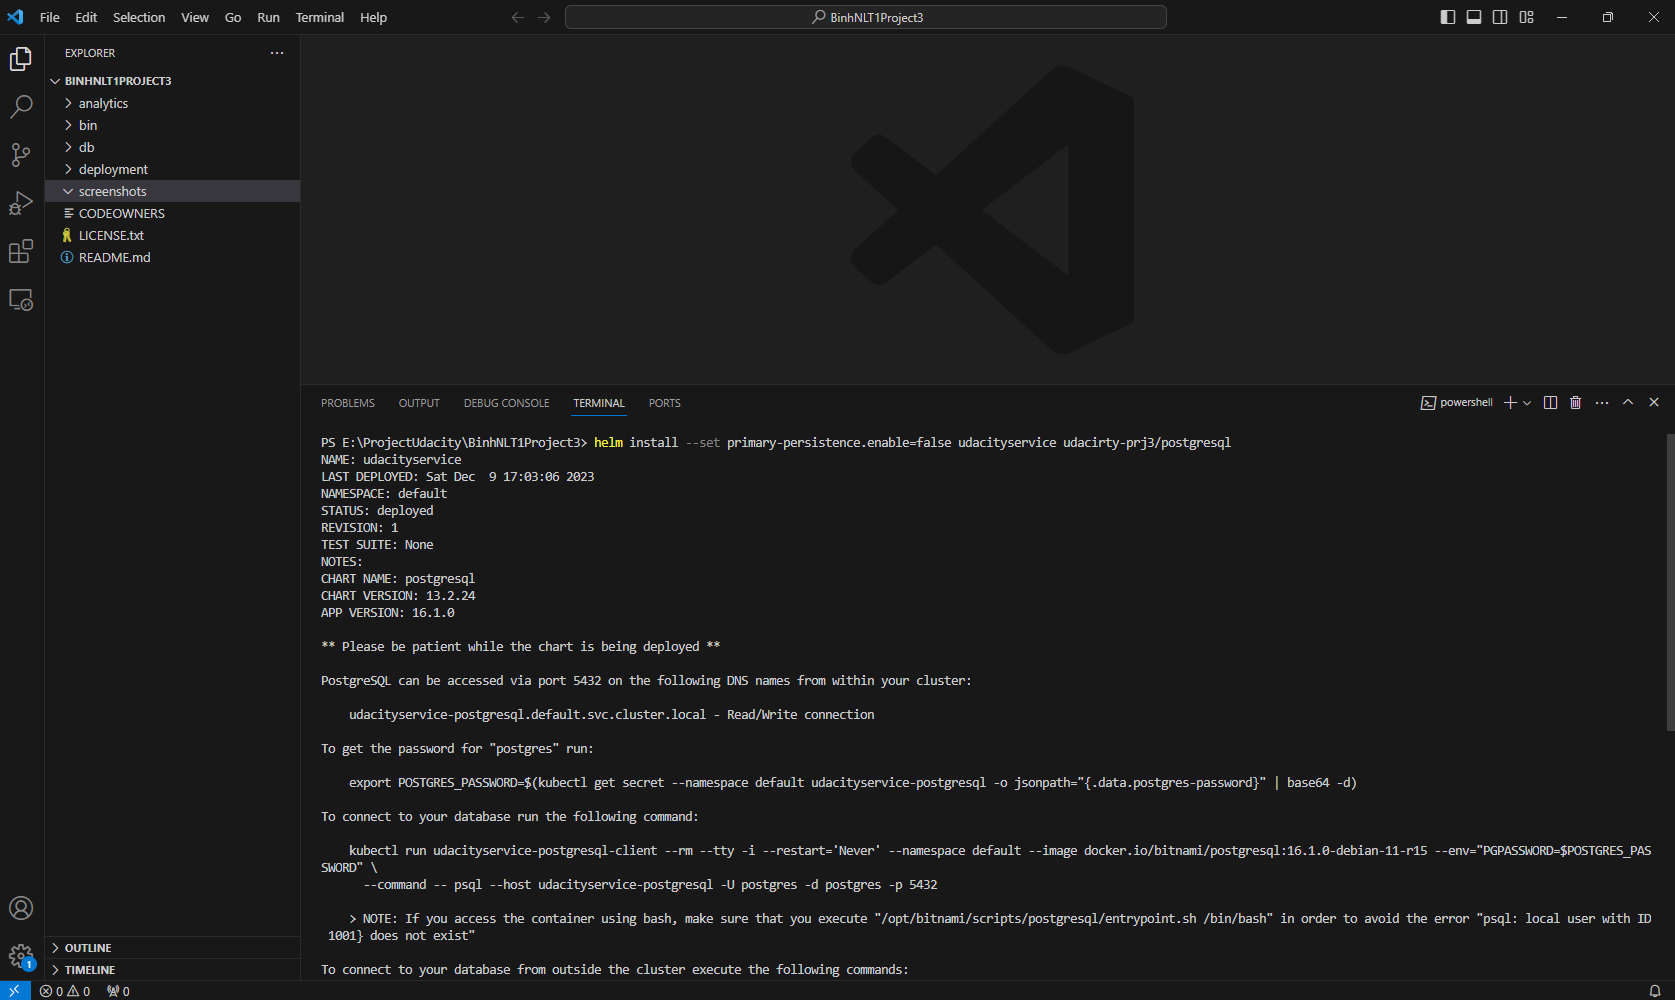 File Edit Selection View Go Run Terminal Help
BinhNLT1Project3
EXPLORER
BINHNLT1PROJECT3
analytics
bin
db
deployment
screenshots
CODEOWNERS
LICENSE.txt
README.md
OUTLINE
TIMELINE
1
0 0 0
PROBLEMS OUTPUT DEBUG CONSOLE TERMINAL PORTS
powershell
PS E:\ProjectUdacity\BinhNLT1Project3> helm install --set primary-persistence.enable=false udacityservice udacirty-prj3/postgresql
NAME: udacityservice
LAST DEPLOYED: Sat Dec  9 17:03:06 2023
NAMESPACE: default
STATUS: deployed
REVISION: 1
TEST SUITE: None
NOTES:
CHART NAME: postgresql
CHART VERSION: 13.2.24
APP VERSION: 16.1.0
** Please be patient while the chart is being deployed **
PostgreSQL can be accessed via port 5432 on the following DNS names from within your cluster:
udacityservice-postgresql.default.svc.cluster.local - Read/Write connection
To get the password for "postgres" run:
export POSTGRES_PASSWORD=$(kubectl get secret --namespace default udacityservice-postgresql -o jsonpath="{.data.postgres-password}" | base64 -d)
To connect to your database run the following command:
kubectl run udacityservice-postgresql-client --rm --tty -i --restart='Never' --namespace default --image docker.io/bitnami/postgresql:16.1.0-debian-11-r15 --env="PGPASSWORD=$POSTGRES_PAS
SWORD" \
--command -- psql --host udacityservice-postgresql -U postgres -d postgres -p 5432
> NOTE: If you access the container using bash, make sure that you execute "/opt/bitnami/scripts/postgresql/entrypoint.sh /bin/bash" in order to avoid the error "psql: local user with ID
1001} does not exist"
To connect to your database from outside the cluster execute the following commands: